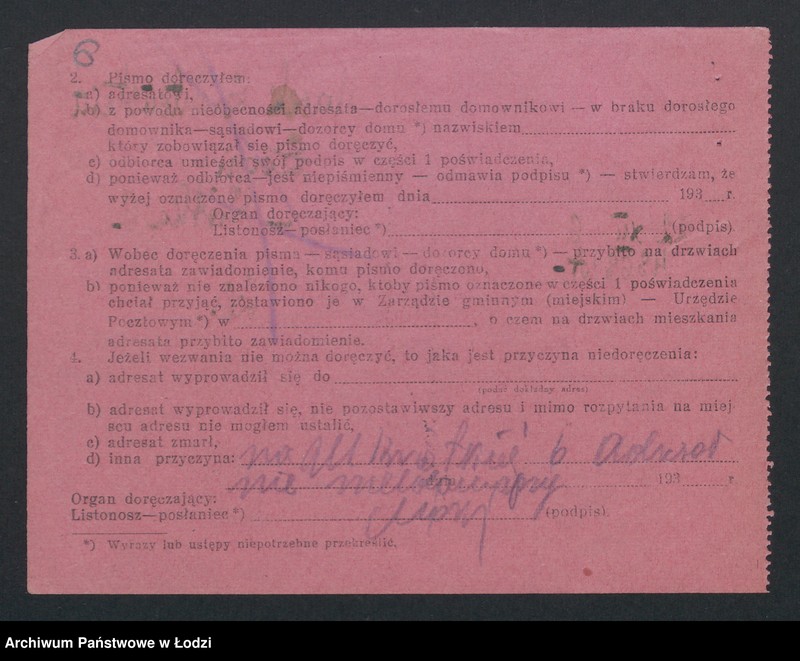 6
2. Pismo doręczyłem:
a) adresatowi,
b) z powodu nieobecności adresata—dorosłemu domownikowi — w braku dorosłego
domownika—sąsiadowi—dozorcy domu *) nazwiskiem
który zobowiązał się pismo doręczyć,
c) odbiorca umieścił swój podpis w części 1 poświadczenia,
d) ponieważ odbiorca—jest niepiśmienny — odmawia podpisu *) — stwierdzam, że
wyżej oznaczone pismo doręczyłem dnia 193 r.
Organ doręczający:
Listonosz—posłaniec *) (podpis).
3. a) Wobec doręczenia pisma — sąsiadowi — dozorcy domu *) — przybito na drzwiach
adresata zawiadomienie, komu pismo doręczono,
b) ponieważ nie znaleziono nikogo, ktoby pismo oznaczone w części 1 poświadczenia
chciał przyjąć, zostawiono je w Zarządzie gminnym (miejskim) — Urzędzie
Pocztowym *) w , o czem na drzwiach mieszkania
adresata przybito zawiadomienie.
4. Jeżeli wezwania nie można doręczyć, to jaka jest przyczyna niedoręczenia:
a) adresat wyprowadził się do
(podać dokładny adres)
b) adresat wyprowadził się, nie pozostawiwszy adresu i mimo rozpytania na miej
scu adresu nie mogłem ustalić,
c) adresat zmarł,
d) inna przyczyna: na 6
nie 193 r
Organ doręczający:
Listonosz—posłaniec *) (podpis).
*) Wyrazy lub ustępy niepotrzebne przekreślić.
Archiwum Państwowe w Łodzi